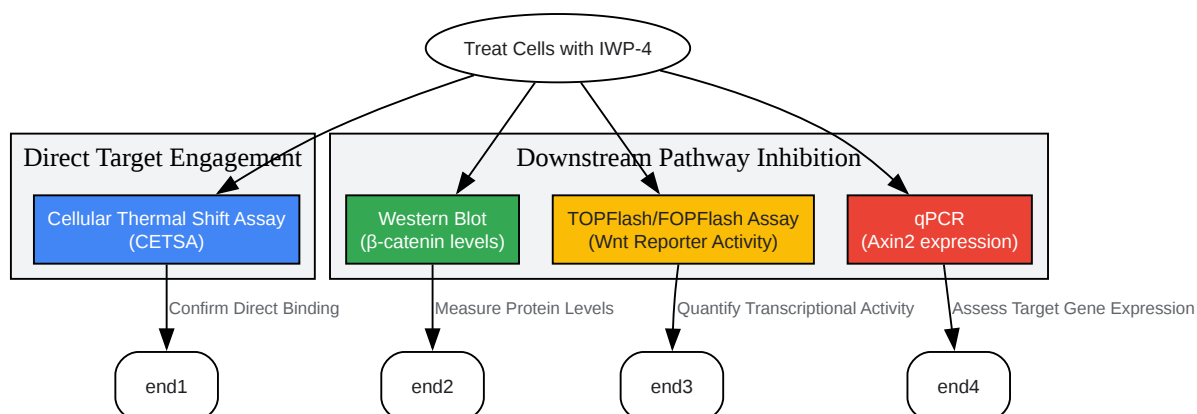 Treat Cells with IWP-4
Direct Target Engagement
Downstream Pathway Inhibition
Cellular Thermal Shift Assay
(CETSA)
Western Blot
(β-catenin levels)
TOPFlash/FOPFlash Assay
(Wnt Reporter Activity)
qPCR
(Axin2 expression)
Confirm Direct Binding
Measure Protein Levels
Quantify Transcriptional Activity
Assess Target Gene Expression
end1
end2
end3
end4